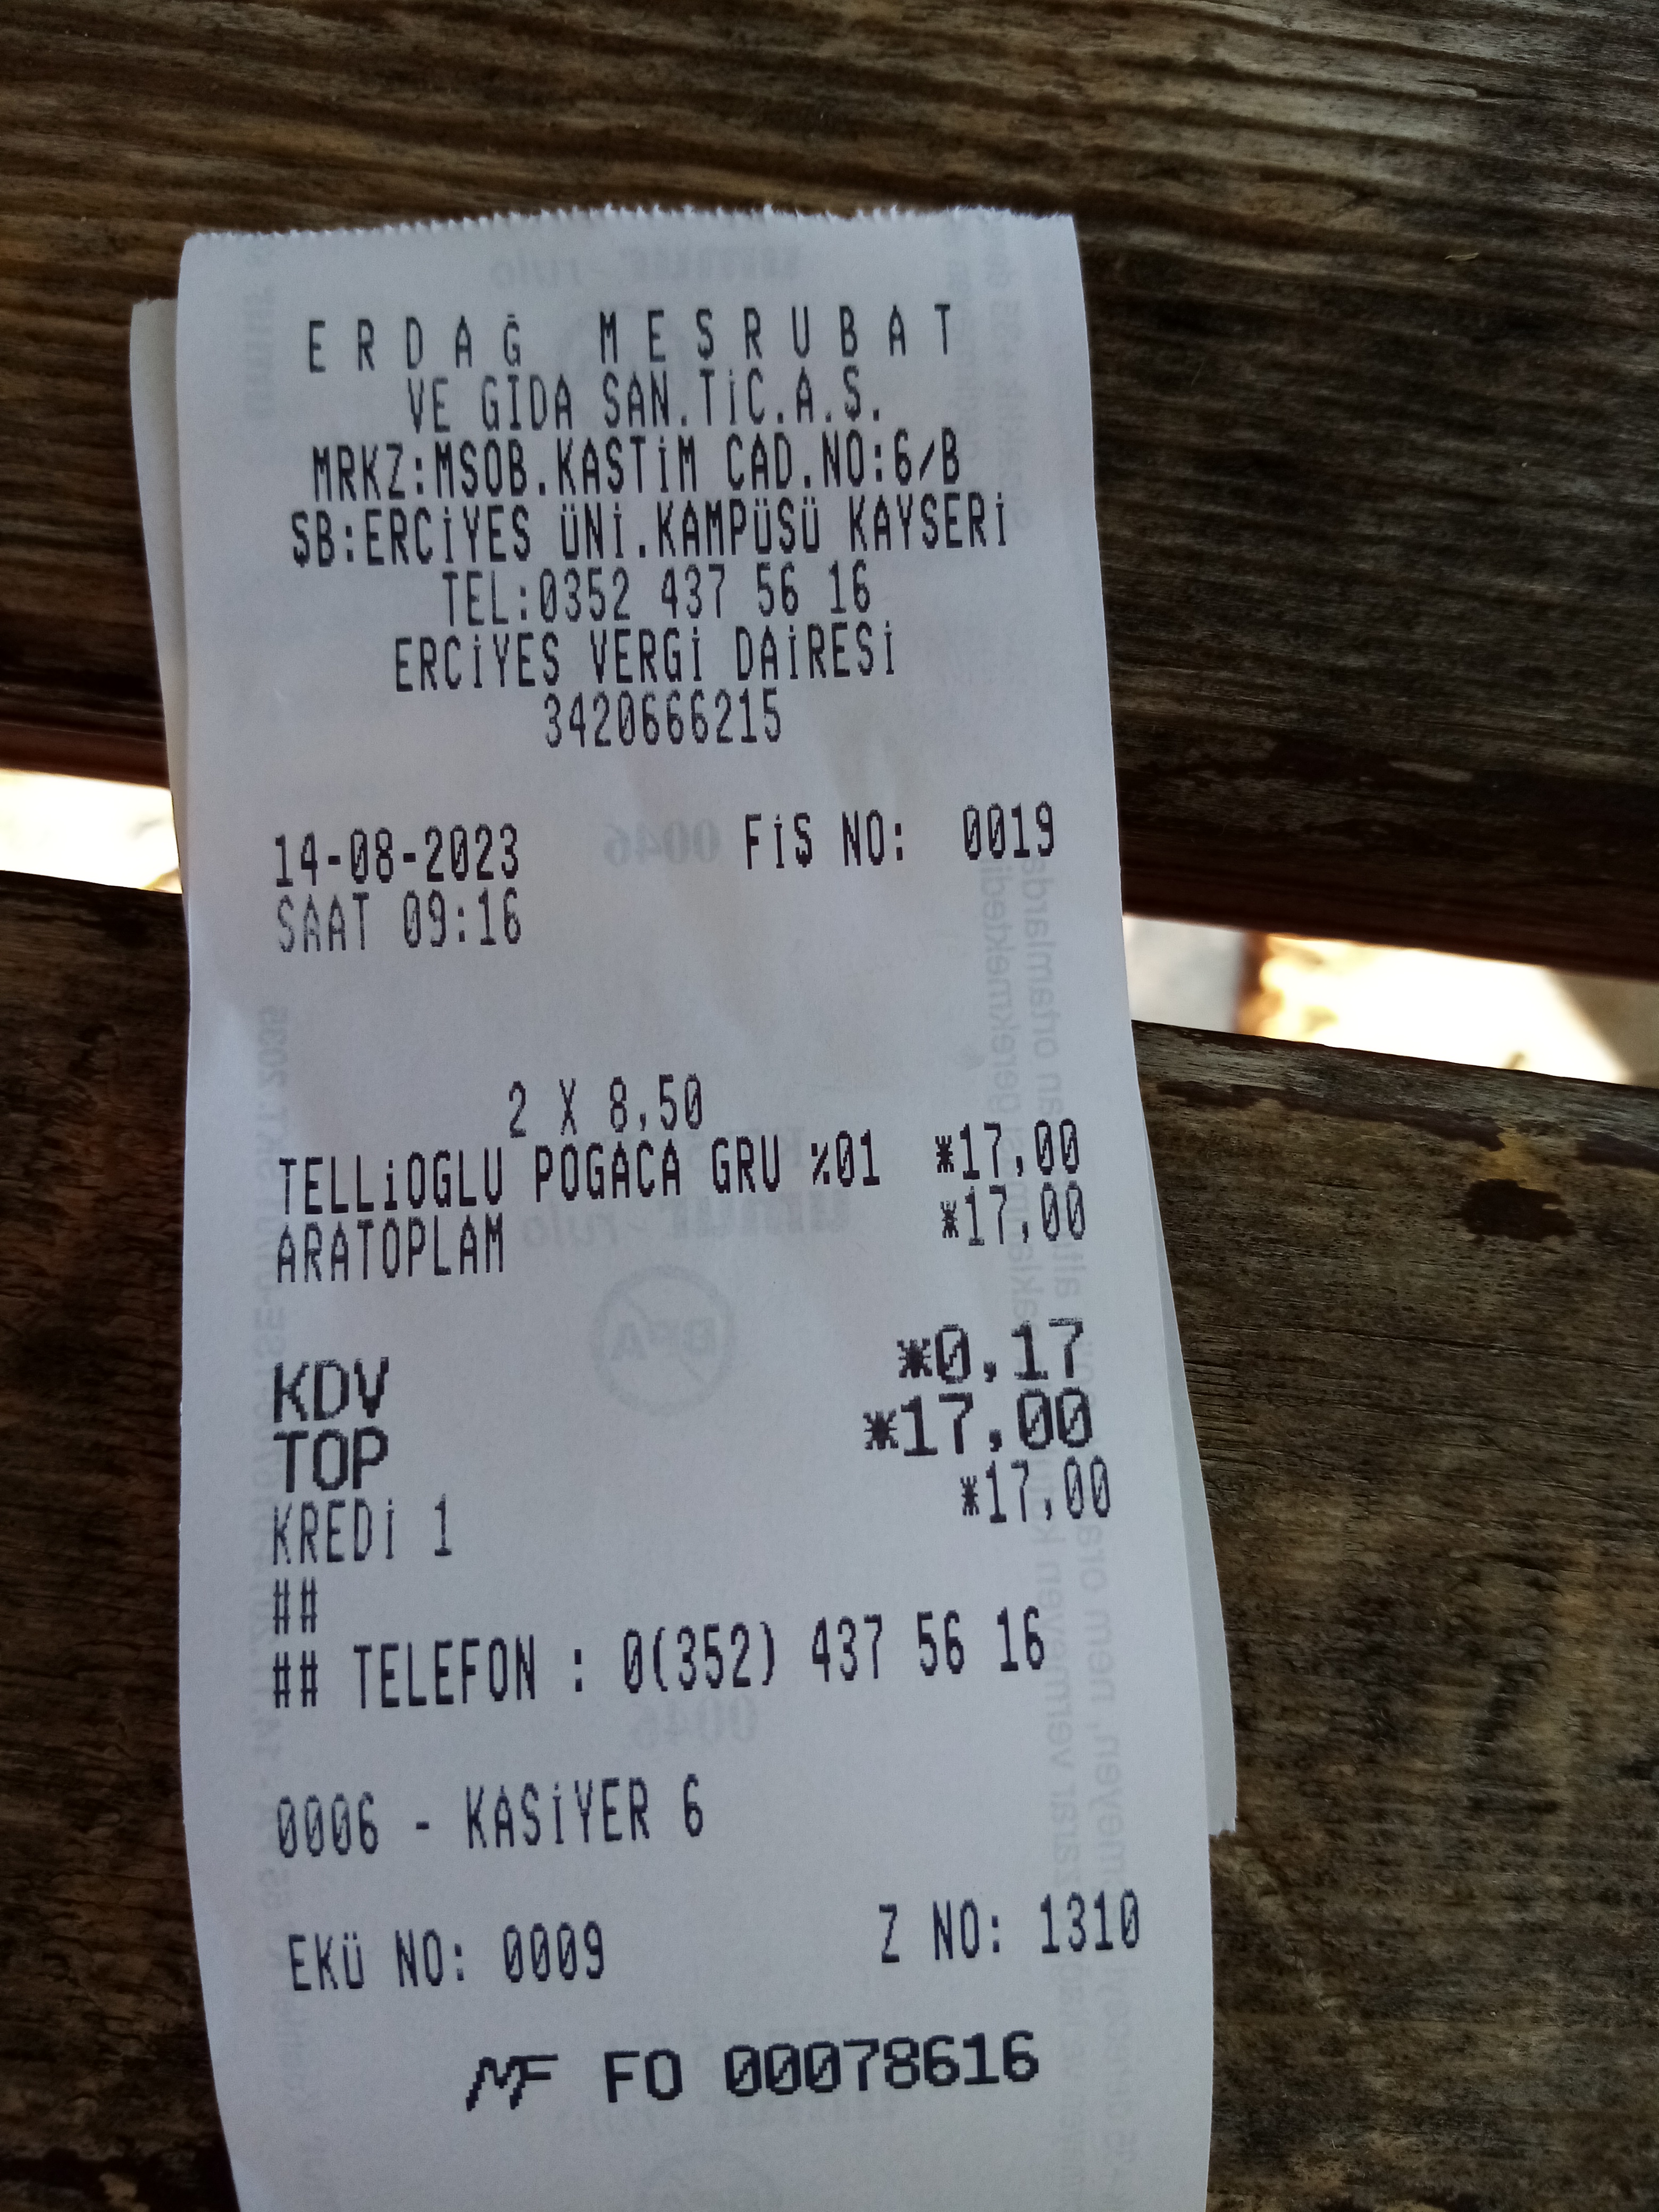 ERDAĞ MEŞRUBAT
VE GIDA SAN.TİC.A.Ş.
MRKZ:MSOB.KASTİM CAD.NO:6/B
ŞB:ERCİYES ÜNİ.KAMPÜSÜ KAYSERİ
TEL:0352 437 56 16
ERCİYES VERGİ DAİRESİ
3420666215
14-08-2023 FİŞ NO: 0019
SAAT 09:16
2 X 8,50
TELLiOGLU POGACA GRU %01 *17,00
ARATOPLAM *17,00
KDV *0,17
TOP *17,00
KREDİ 1 *17,00
##
## TELEFON : 0(352) 437 56 16
0006 - KASİYER 6
EKÜ NO: 0009 Z NO: 1310
MF FO 00078616